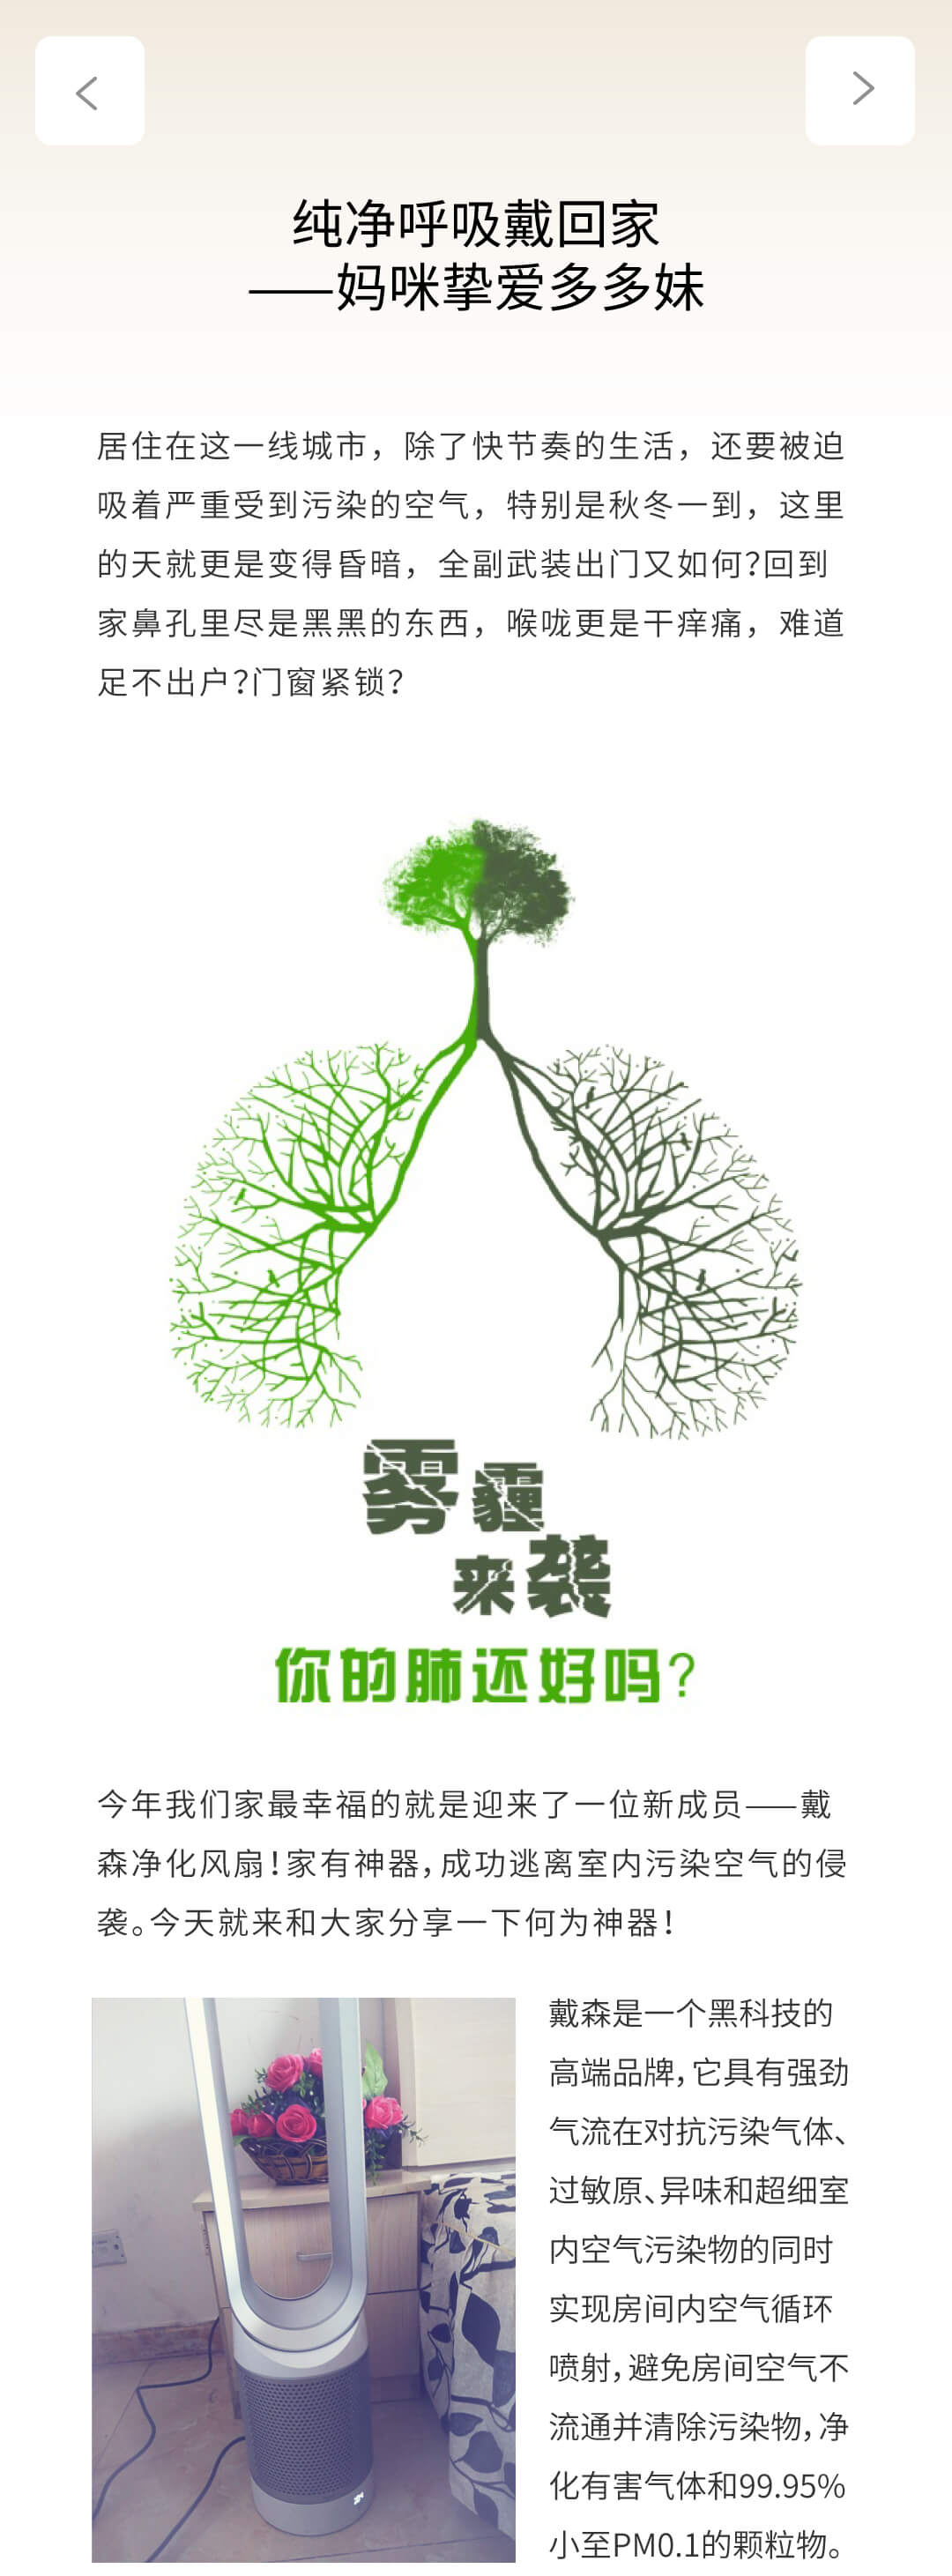 纯净呼吸戴回家
——妈咪挚爱多多妹
居住在这一线城市，除了快节奏的生活，还要被迫
吸着严重受到污染的空气，特别是秋冬一到，这里
的天就更是变得昏暗，全副武装出门又如何?回到
家鼻孔里尽是黑黑的东西，喉咙更是干痒痛，难道
足不出户?门窗紧锁?
雾霾
来袭
你的肺还好吗?
今年我们家最幸福的就是迎来了一位新成员——戴
森净化风扇!家有神器,成功逃离室内污染空气的侵
袭。今天就来和大家分享一下何为神器!
戴森是一个黑科技的
高端品牌,它具有强劲
气流在对抗污染气体、
过敏原、异味和超细室
内空气污染物的同时
实现房间内空气循环
喷射,避免房间空气不
流通并清除污染物,净
化有害气体和99.95%
小至PM0.1的颗粒物。